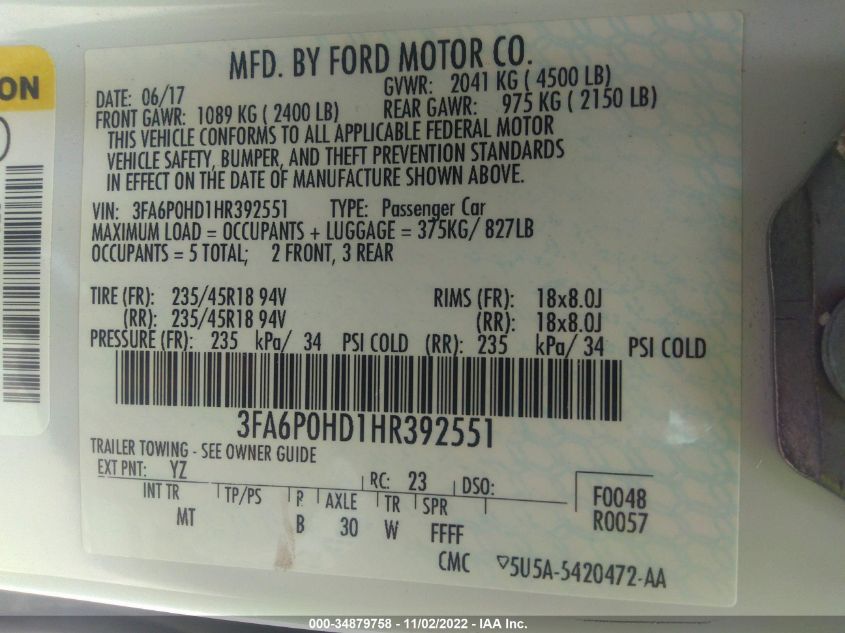 ON
MFD. BY FORD MOTOR CO.
DATE: 06/17 GVWR: 2041 KG ( 4500 LB)
FRONT GAWR: 1089 KG ( 2400 LB) REAR GAWR: 975 KG ( 2150 LB)
THIS VEHICLE CONFORMS TO ALL APPLICABLE FEDERAL MOTOR
VEHICLE SAFETY, BUMPER, AND THEFT PREVENTION STANDARDS
IN EFFECT ON THE DATE OF MANUFACTURE SHOWN ABOVE.
VIN: 3FA6P0HD1HR392551 TYPE: Passenger Car
MAXIMUM LOAD = OCCUPANTS + LUGGAGE = 375KG/ 827LB
OCCUPANTS = 5 TOTAL; 2 FRONT, 3 REAR
TIRE (FR): 235/45R18 94V RIMS (FR): 18x8.0J
(RR): 235/45R18 94V (RR): 18x8.0J
PRESSURE (FR): 235 kPa/ 34 PSI COLD (RR): 235 kPa/ 34 PSI COLD
3FA6P0HD1HR392551
TRAILER TOWING - SEE OWNER GUIDE
EXT PNT: YZ RC: 23 DSO:
INT TR TP/PS R AXLE TR SPR F0048
MT B 30 W FFFF R0057
CMC 5U5A-5420472-AA
000-34879758 - 11/02/2022 - IAA Inc.